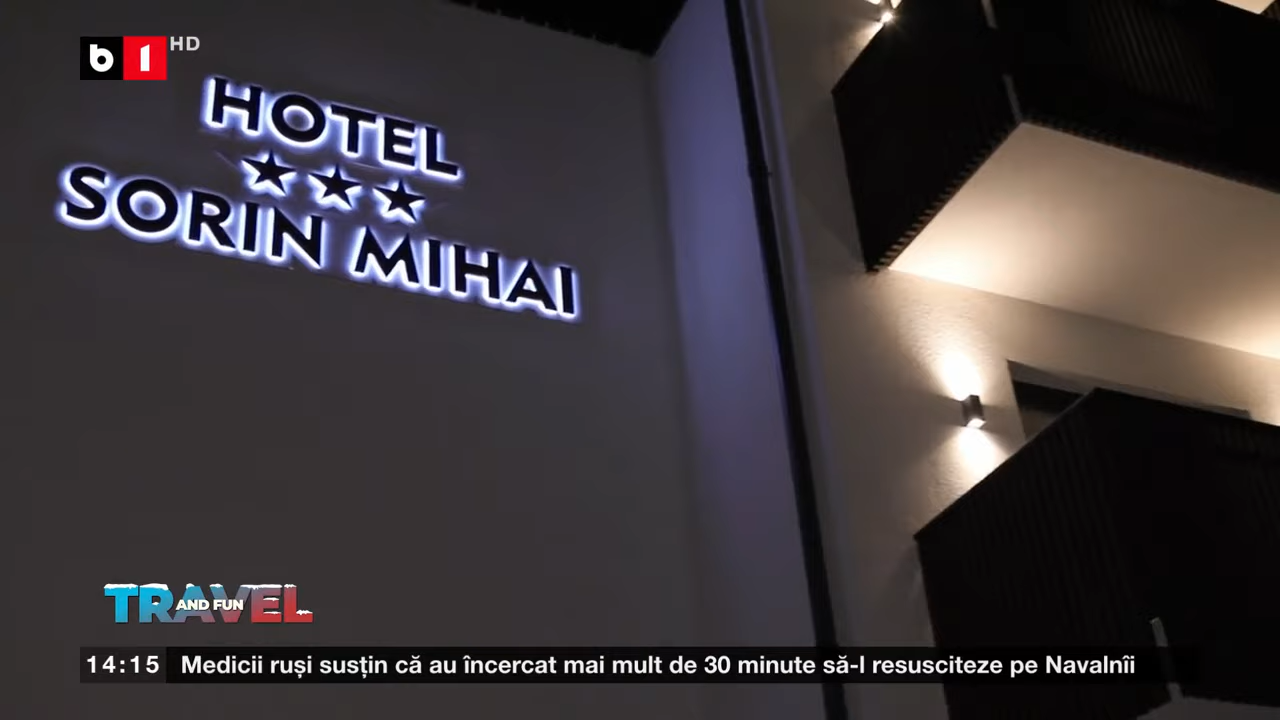 b1 HD
HOTEL
★★★
SORIN MIHAI
TRAVEL
AND FUN
14:15 Medicii ruși susțin că au încercat mai mult de 30 minute să-l resusciteze pe Navalnîi